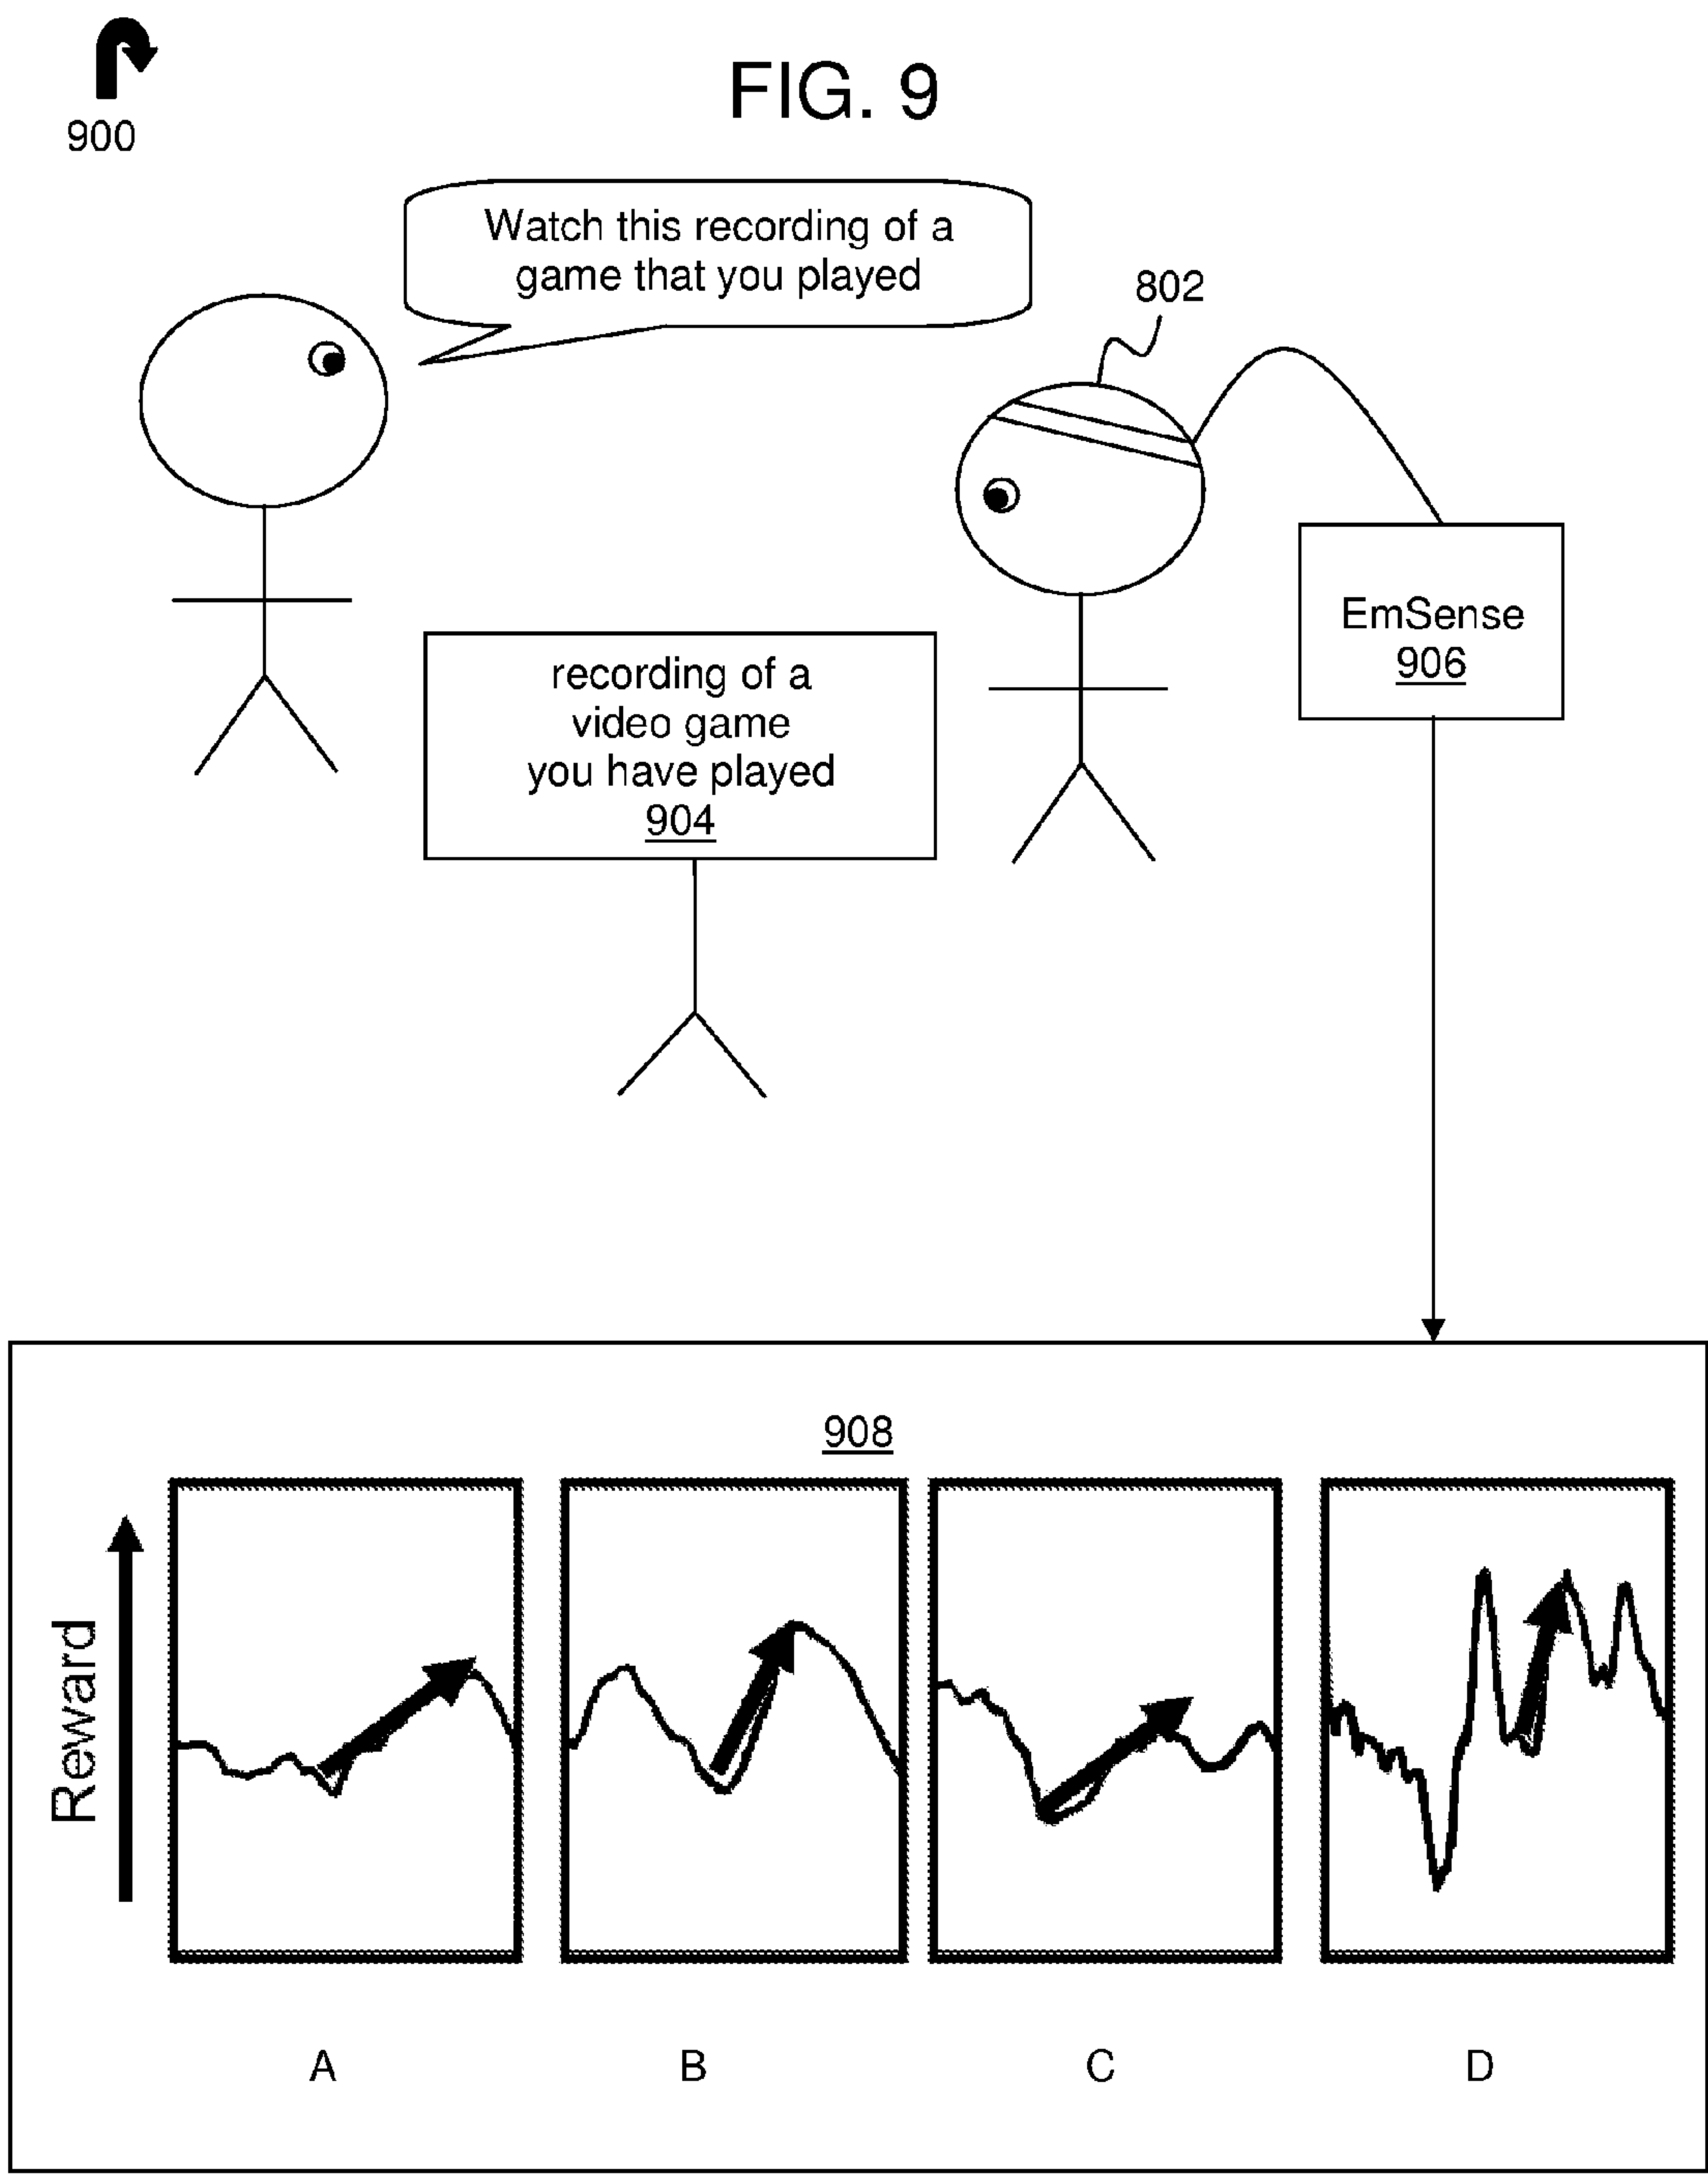 FIG. 9
900
Watch this recording of a
game that you played
802
EmSense
906
recording of a
video game
you have played
904
908
Reward
A
B
C
D